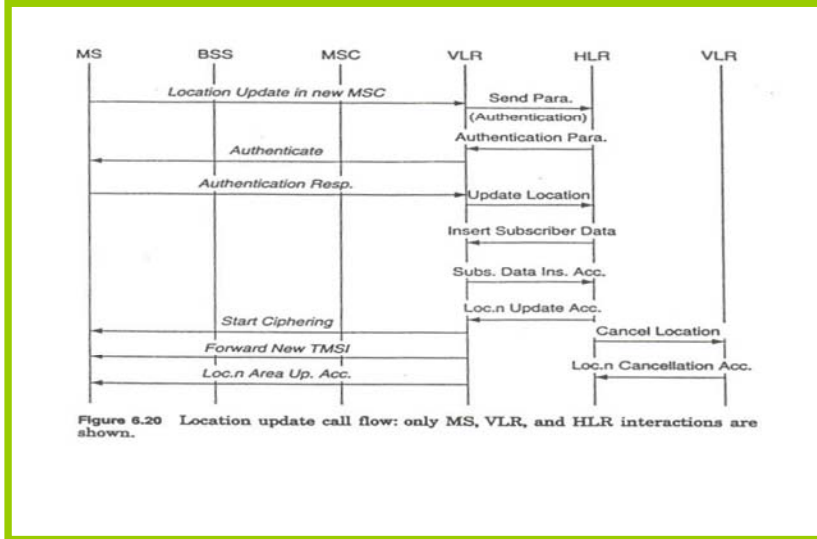 MS BSS MSC VLR HLR VLR
Location Update in new MSC
Send Para.
(Authentication)
Authentication Para.
Authenticate
Authentication Resp.
Update Location
Insert Subscriber Data
Subs. Data Ins. Acc.
Loc.n Update Acc.
Start Ciphering
Cancel Location
Forward New TMSI
Loc.n Cancellation Acc.
Loc.n Area Up. Acc.
Figure 6.20 Location update call flow: only MS, VLR, and HLR interactions are
shown.